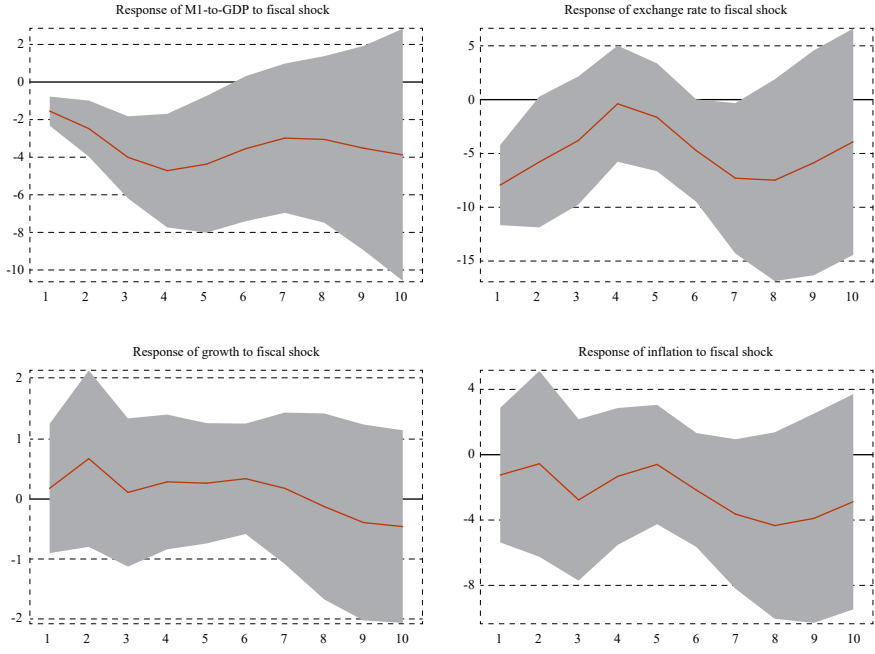 Response of M1-to-GDP to fiscal shock
2
0
-2
-4
-6
-8
-10
1 2 3 4 5 6 7 8 9 10
Response of exchange rate to fiscal shock
5
0
-5
-10
-15
1 2 3 4 5 6 7 8 9 10
Response of growth to fiscal shock
2
1
0
-1
-2
1 2 3 4 5 6 7 8 9 10
Response of inflation to fiscal shock
4
0
-4
-8
1 2 3 4 5 6 7 8 9 10